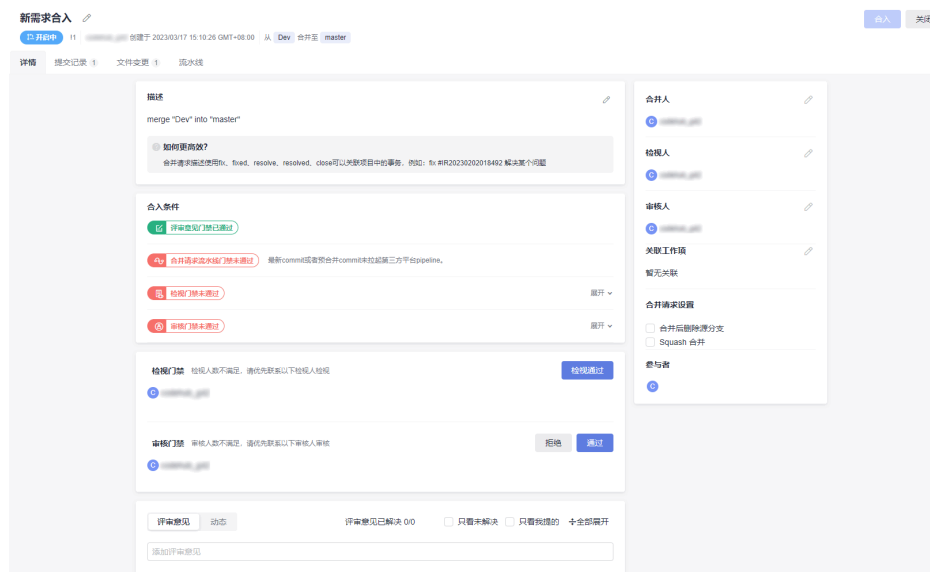 新需求合入
合入
关闭
开启中
!1
创建于 2023/03/17 15:10:26 GMT+08:00 从 Dev 合并至 master
详情 提交记录 1 文件变更 1 流水线
描述
merge "Dev" into "master"
如何更高效?
合并请求描述使用fix、fixed、resolve、resolved、close可以关联项目中的事务，例如：fix #IR20230202018492 解决某个问题
合入条件
评审意见门禁已通过
合并请求流水线门禁未通过 最新commit或者预合并commit未拉起第三方平台pipeline。
检视门禁未通过 展开
审核门禁未通过 展开
检视门禁 检视人数不满足，请优先联系以下检视人检视 检视通过
C
审核门禁 审核人数不满足，请优先联系以下审核人审核 拒绝 通过
C
评审意见 动态 评审意见已解决 0/0 只看未解决 只看我提的 全部展开
添加评审意见
合并人
C
检视人
C
审核人
C
关联工作项
暂无关联
合并请求设置
合并后删除源分支
Squash 合并
参与者
C